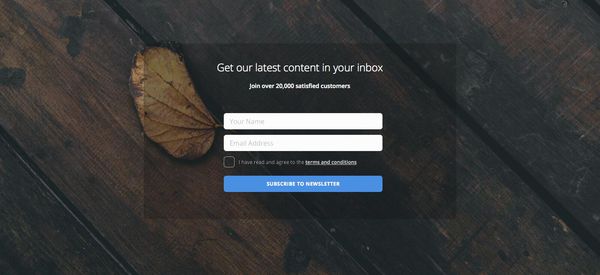 Get our latest content in your inbox
Join over 20,000 satisfied customers
Your Name
Email Address
I have read and agree to the terms and conditions
SUBSCRIBE TO NEWSLETTER